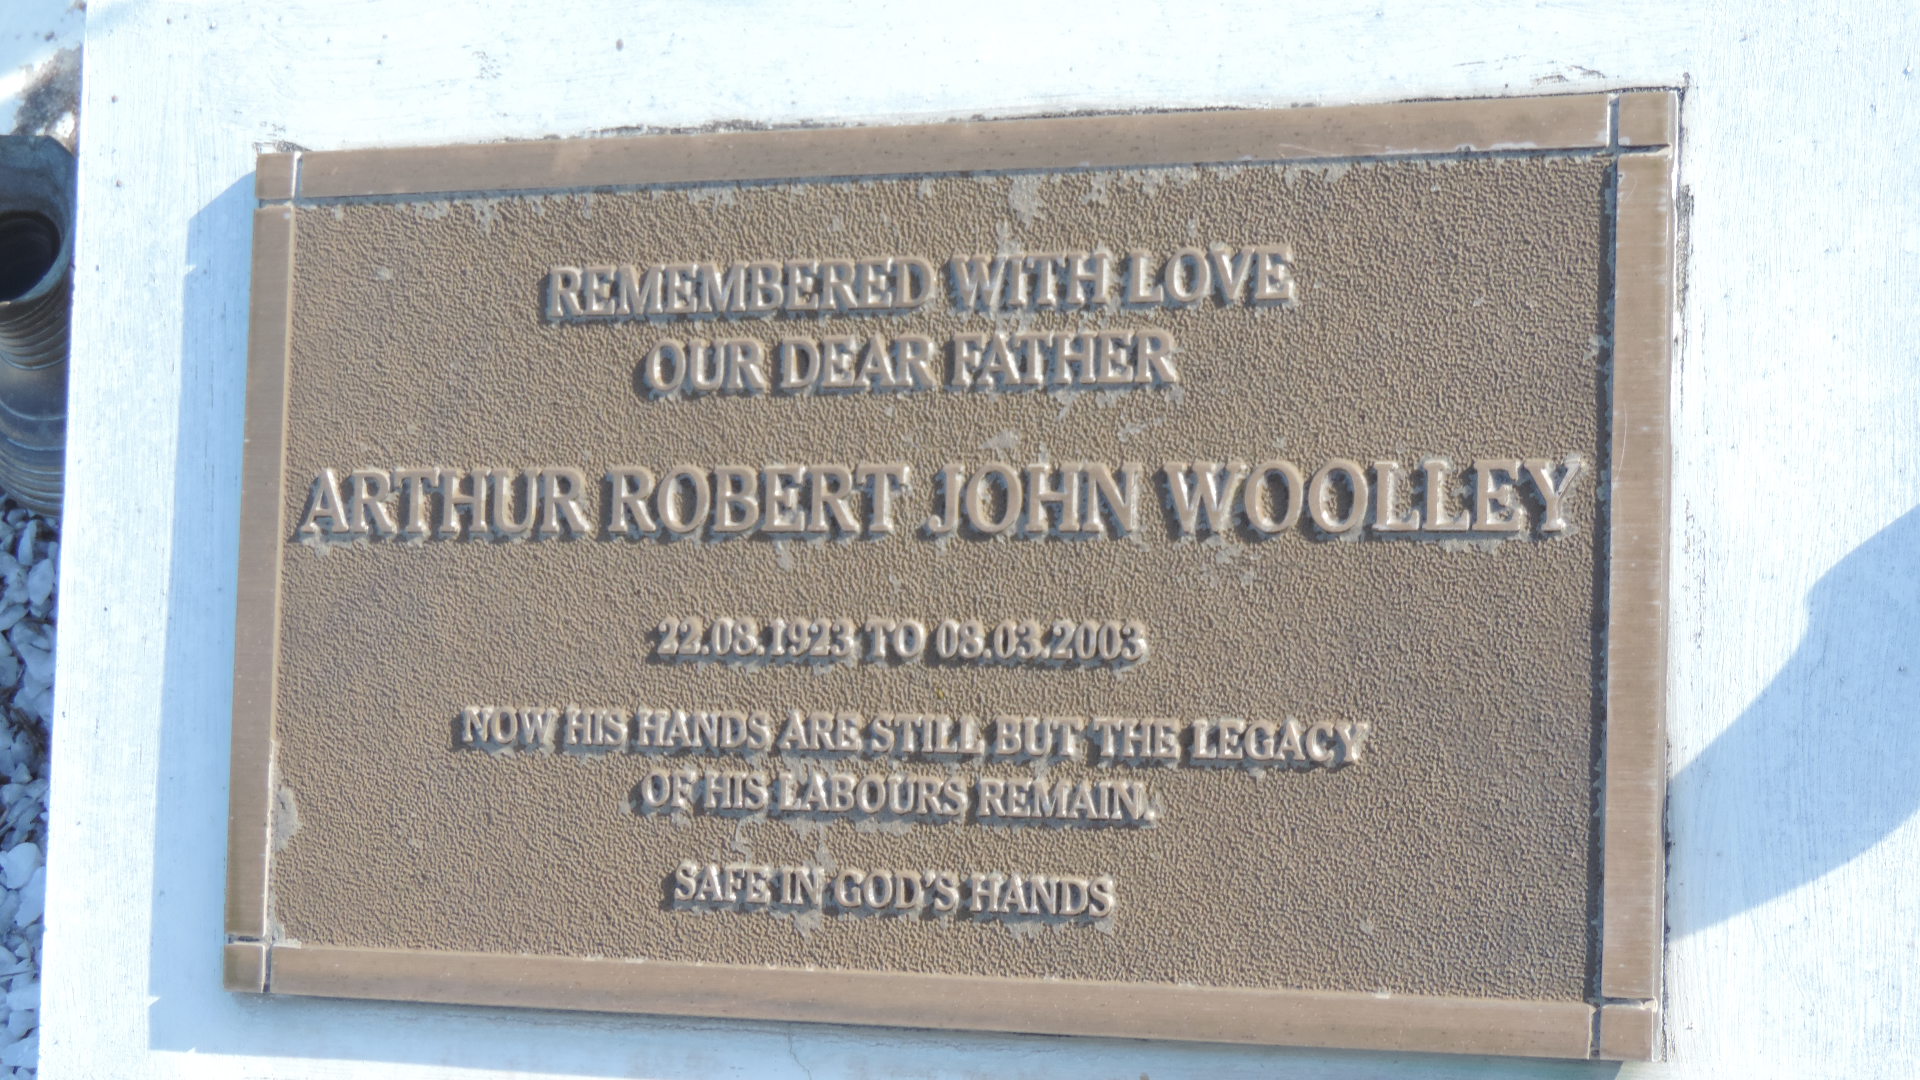 REMEMBERED WITH LOVE
OUR DEAR FATHER
ARTHUR ROBERT JOHN WOOLLEY
22.08.1923 TO 08.03.2003
NOW HIS HANDS ARE STILL BUT THE LEGACY
OF HIS LABOURS REMAIN.
SAFE IN GOD'S HANDS